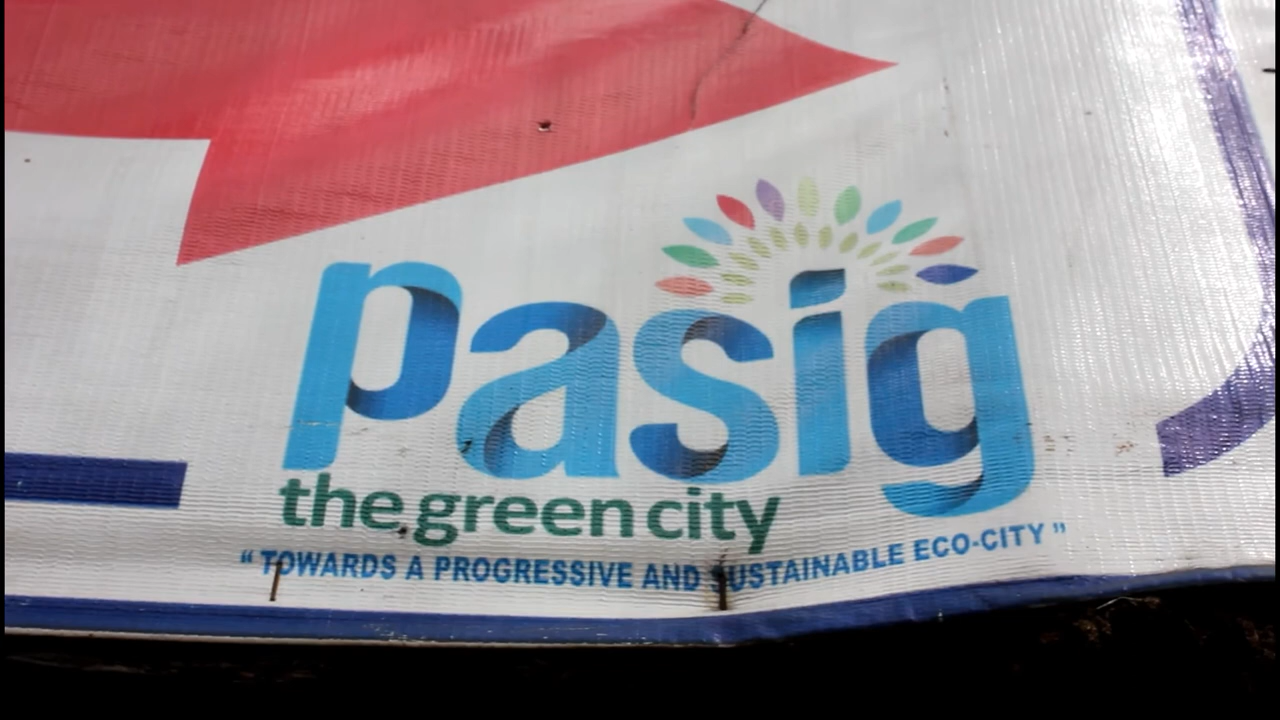 pasig
the green city
“ TOWARDS A PROGRESSIVE AND SUSTAINABLE ECO-CITY ”